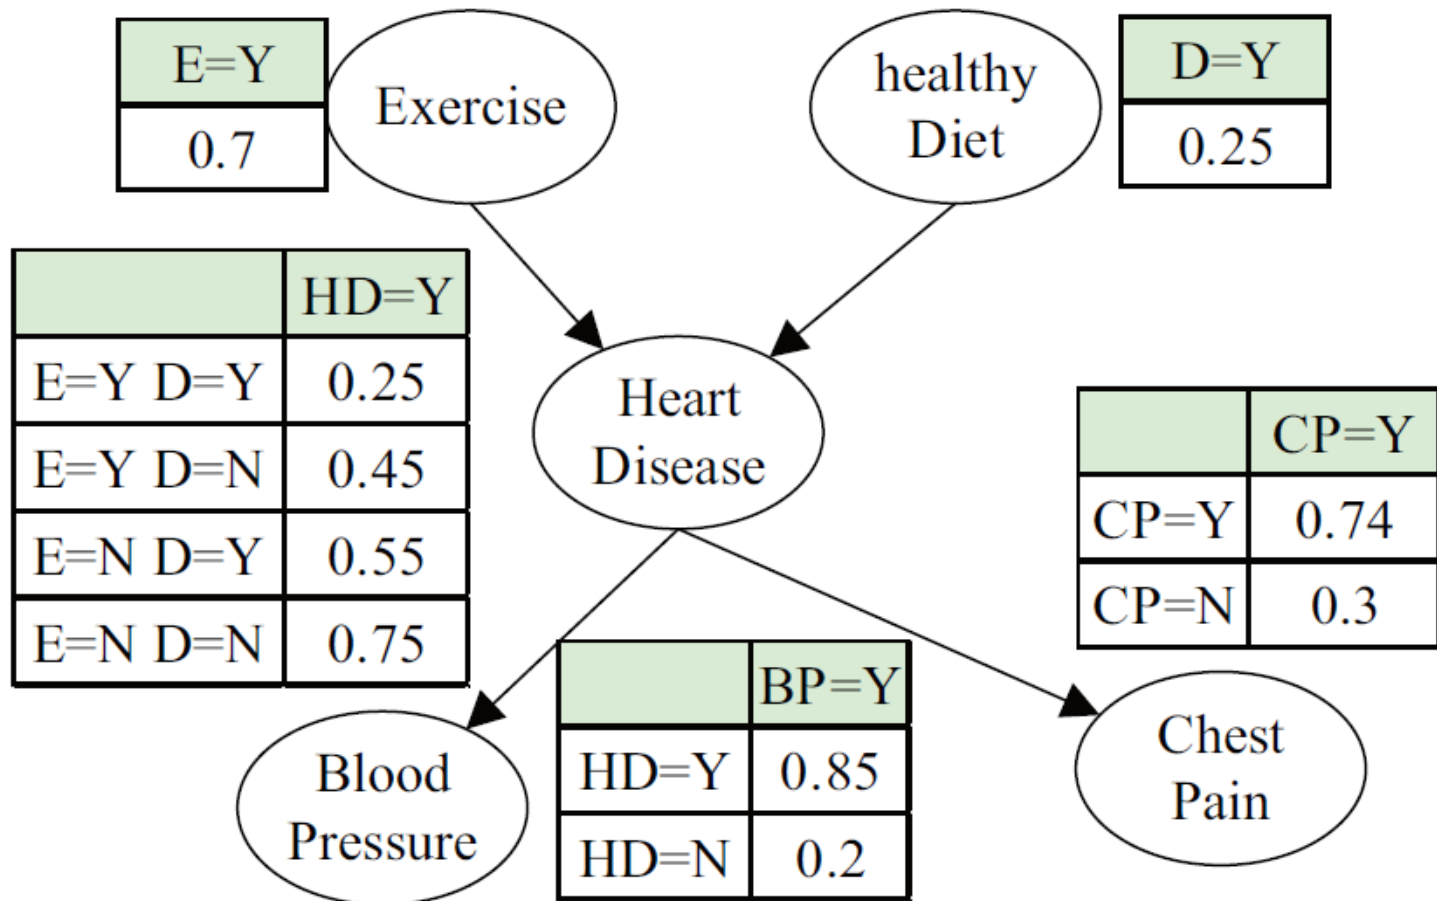 E=Y
0.7
Exercise
healthy
Diet
D=Y
0.25
HD=Y
E=Y D=Y 0.25
E=Y D=N 0.45
E=N D=Y 0.55
E=N D=N 0.75
Heart
Disease
CP=Y
CP=Y 0.74
CP=N 0.3
BP=Y
HD=Y 0.85
HD=N 0.2
Blood
Pressure
Chest
Pain